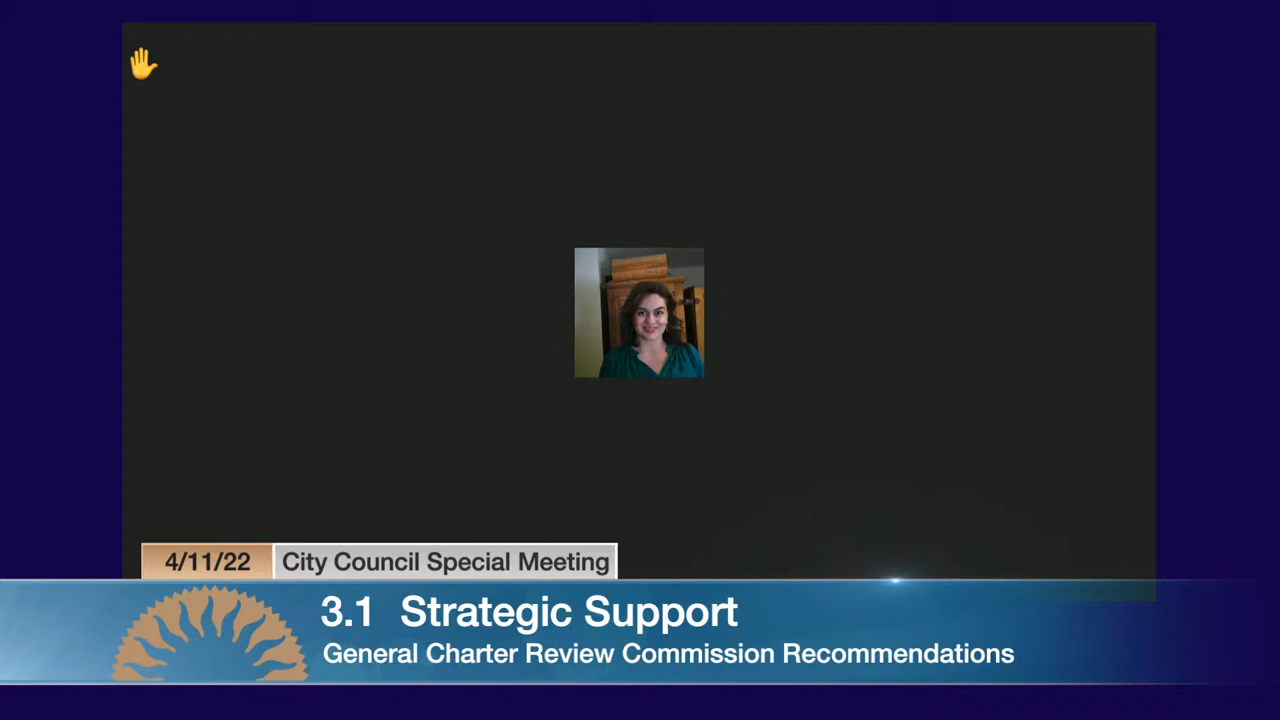 4/11/22 City Council Special Meeting
3.1 Strategic Support
General Charter Review Commission Recommendations